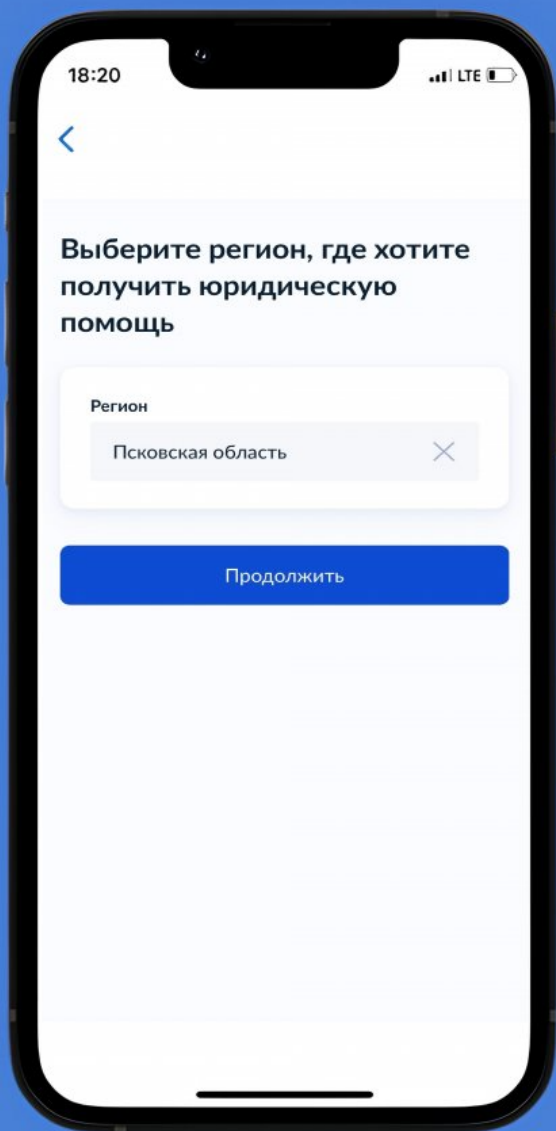 18:20
LTE
Выберите регион, где хотите
получить юридическую
помощь
Регион
Псковская область
Продолжить